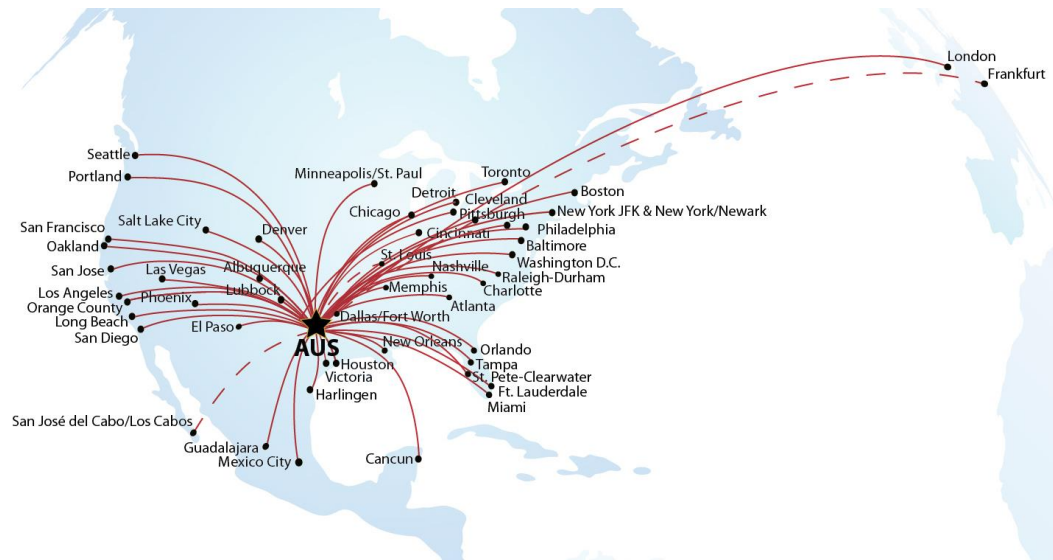 London
Frankfurt
Seattle
Portland
Minneapolis/St. Paul
Toronto
Detroit
Cleveland
Boston
Chicago
Pittsburgh
New York JFK & New York/Newark
Salt Lake City
San Francisco
Denver
Cincinnati
Philadelphia
Oakland
Baltimore
St. Louis
Washington D.C.
San Jose
Las Vegas
Albuquerque
Nashville
Raleigh-Durham
Los Angeles
Phoenix
Lubbock
Memphis
Charlotte
Orange County
Atlanta
Long Beach
El Paso
Dallas/Fort Worth
San Diego
AUS
New Orleans
Orlando
Houston
Tampa
Victoria
St. Pete-Clearwater
Harlingen
Ft. Lauderdale
Miami
San José del Cabo/Los Cabos
Guadalajara
Mexico City
Cancun